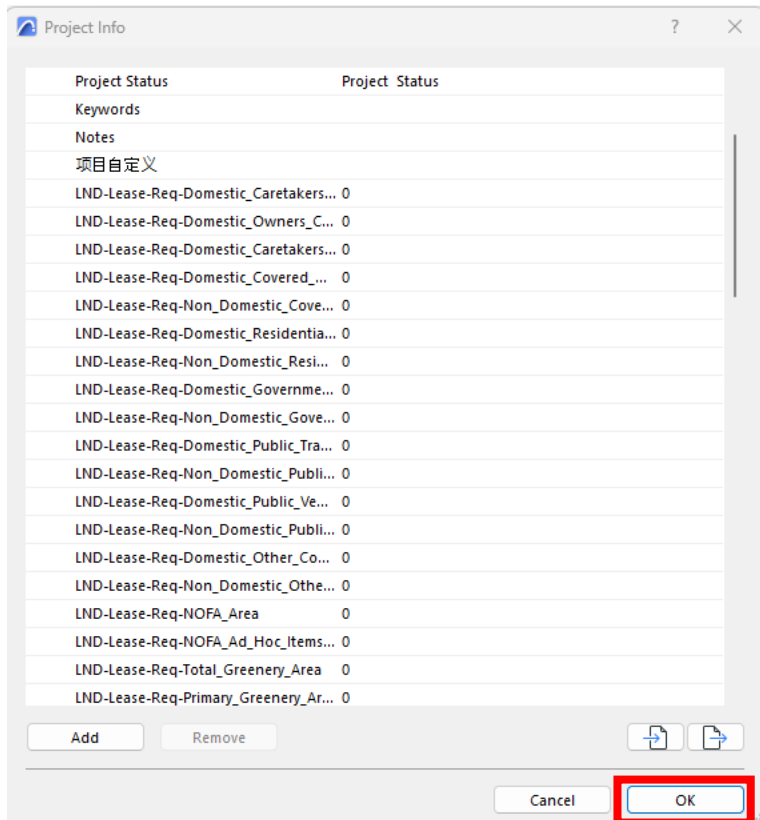 Project Info ?
Project Status Project Status
Keywords
Notes
项目自定义
LND-Lease-Req-Domestic_Caretakers... 0
LND-Lease-Req-Domestic_Owners_C... 0
LND-Lease-Req-Domestic_Caretakers... 0
LND-Lease-Req-Domestic_Covered_... 0
LND-Lease-Req-Non_Domestic_Cove... 0
LND-Lease-Req-Domestic_Residentia... 0
LND-Lease-Req-Non_Domestic_Resi... 0
LND-Lease-Req-Domestic_Governme... 0
LND-Lease-Req-Non_Domestic_Gove... 0
LND-Lease-Req-Domestic_Public_Tra... 0
LND-Lease-Req-Non_Domestic_Publi... 0
LND-Lease-Req-Domestic_Public_Ve... 0
LND-Lease-Req-Non_Domestic_Publi... 0
LND-Lease-Req-Domestic_Other_Co... 0
LND-Lease-Req-Non_Domestic_Othe... 0
LND-Lease-Req-NOFA_Area 0
LND-Lease-Req-NOFA_Ad_Hoc_Items... 0
LND-Lease-Req-Total_Greenery_Area 0
LND-Lease-Req-Primary_Greenery_Ar... 0
Add Remove
Cancel OK